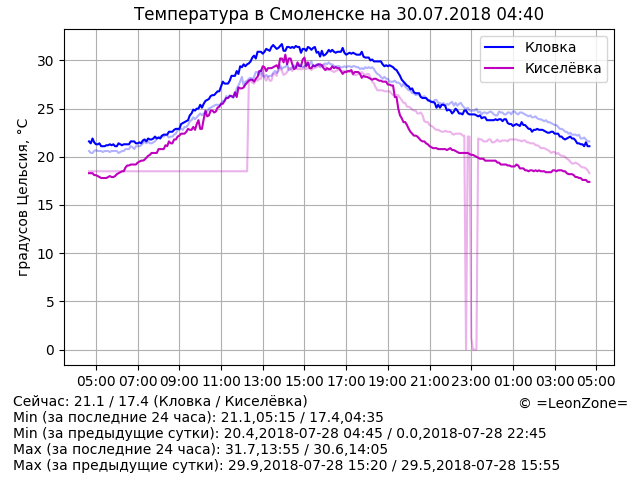 Температура в Смоленске на 30.07.2018 04:40
Кловка
Киселёвка
градусов Цельсия, °C
30
25
20
15
10
5
0
05:00 07:00 09:00 11:00 13:00 15:00 17:00 19:00 21:00 23:00 01:00 03:00 05:00
Сейчас: 21.1 / 17.4 (Кловка / Киселёвка)
© =LeonZone=
Min (за последние 24 часа): 21.1,05:15 / 17.4,04:35
Min (за предыдущие сутки): 20.4,2018-07-28 04:45 / 0.0,2018-07-28 22:45
Max (за последние 24 часа): 31.7,13:55 / 30.6,14:05
Max (за предыдущие сутки): 29.9,2018-07-28 15:20 / 29.5,2018-07-28 15:55